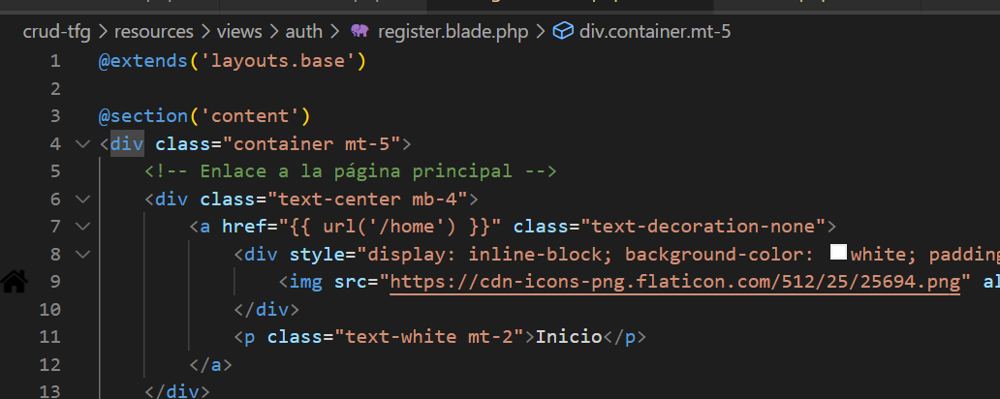 crud-tfg > resources > views > auth > register.blade.php > div.container.mt-5
1 @extends('layouts.base')
2
3 @section('content')
4 <div class="container mt-5">
5 <!-- Enlace a la página principal -->
6 <div class="text-center mb-4">
7 <a href="{{ url('/home') }}" class="text-decoration-none">
8 <div style="display: inline-block; background-color: white; padding
9 <img src="https://cdn-icons-png.flaticon.com/512/25/25694.png" al
10 </div>
11 <p class="text-white mt-2">Inicio</p>
12 </a>
13 </div>